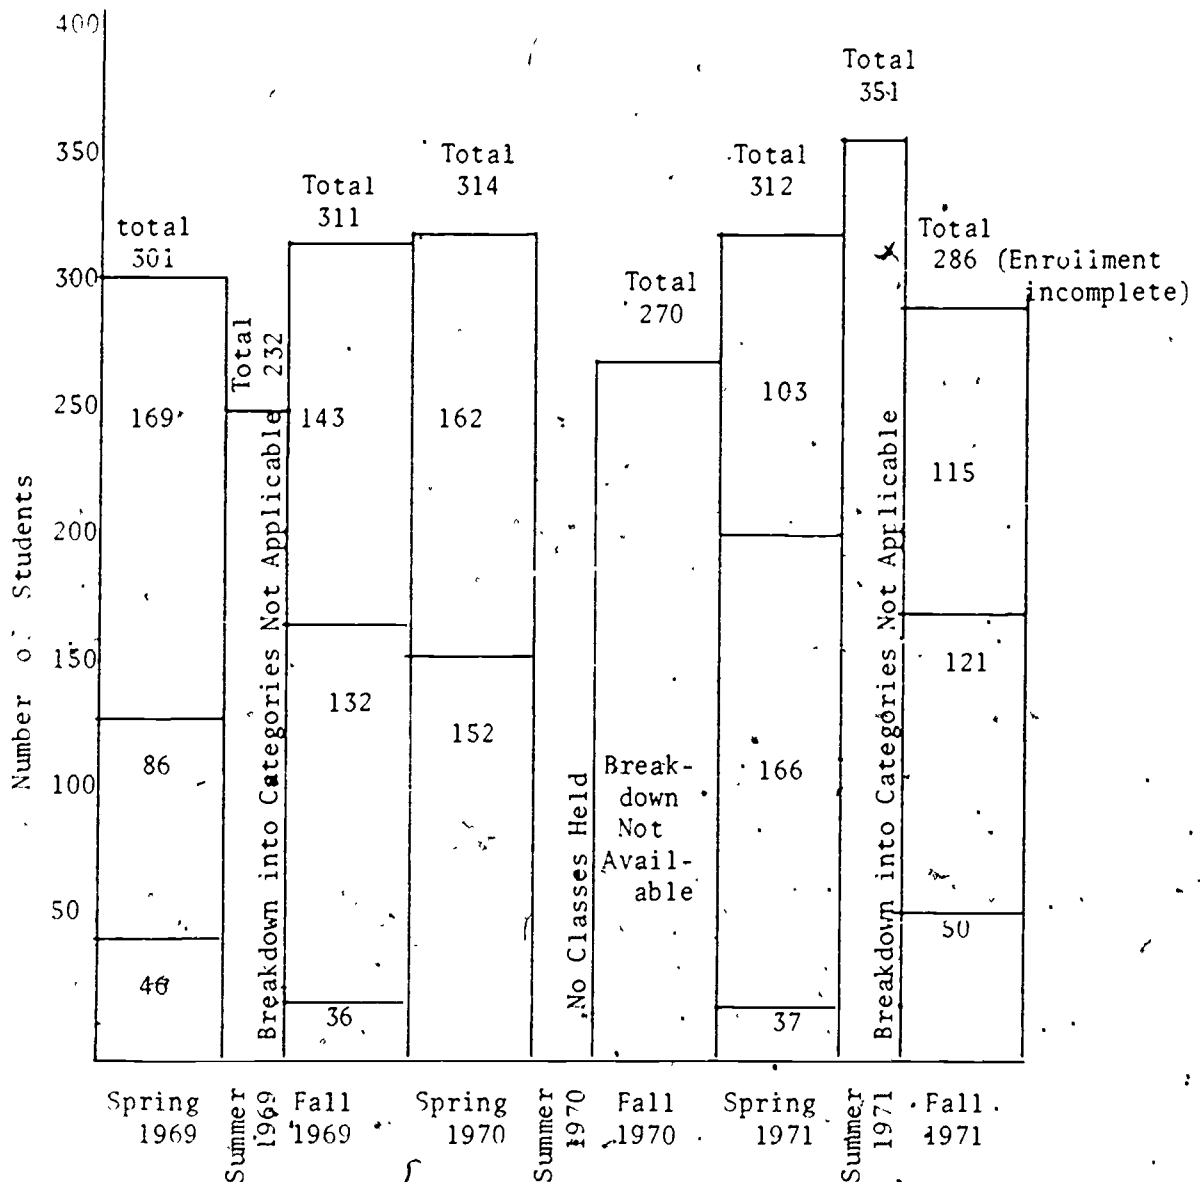 400
Total
351
350
Total
314
Total
312
Total
311
total
301
Total
286 (Enrollment
incomplete)
300
Total
270
Total
232
250
169
143
162
103
115
Number of Students
200
150
132
152
121
86
166
100
Break-
down
Not
Avail-
able
50
50
46
36
37
Breakdown into Categories Not Applicable
No Classes Held
Breakdown into Categories Not Applicable
Spring
1969
Summer
1969
Fall
1969
Spring
1970
Summer
1970
Fall
1970
Spring
1971
Summer
1971
Fall
1971